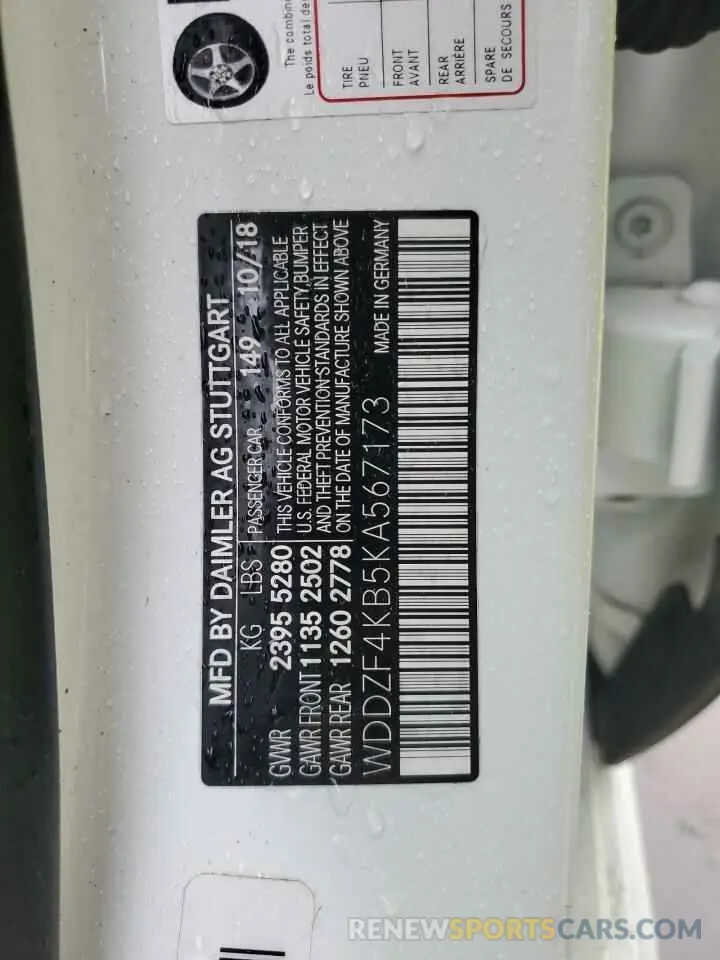 The combin
Le poids total de
TIRE
PNEU
FRONT
AVANT
REAR
ARRIÈRE
SPARE
DE SECOURS
MFD BY DAIMLER AG STUTTGART
KG LBS PASSENGER CAR 149 10/18
GVWR 2395 5280 THIS VEHICLE CONFORMS TO ALL APPLICABLE
GAWR FRONT 1135 2502 U.S. FEDERAL MOTOR VEHICLE SAFETY, BUMPER
AND THEFT PREVENTION STANDARDS IN EFFECT
GAWR REAR 1260 2778 ON THE DATE OF MANUFACTURE SHOWN ABOVE
WDDZF4KB5KA567173 MADE IN GERMANY
RENEWSPORTSCARS.COM